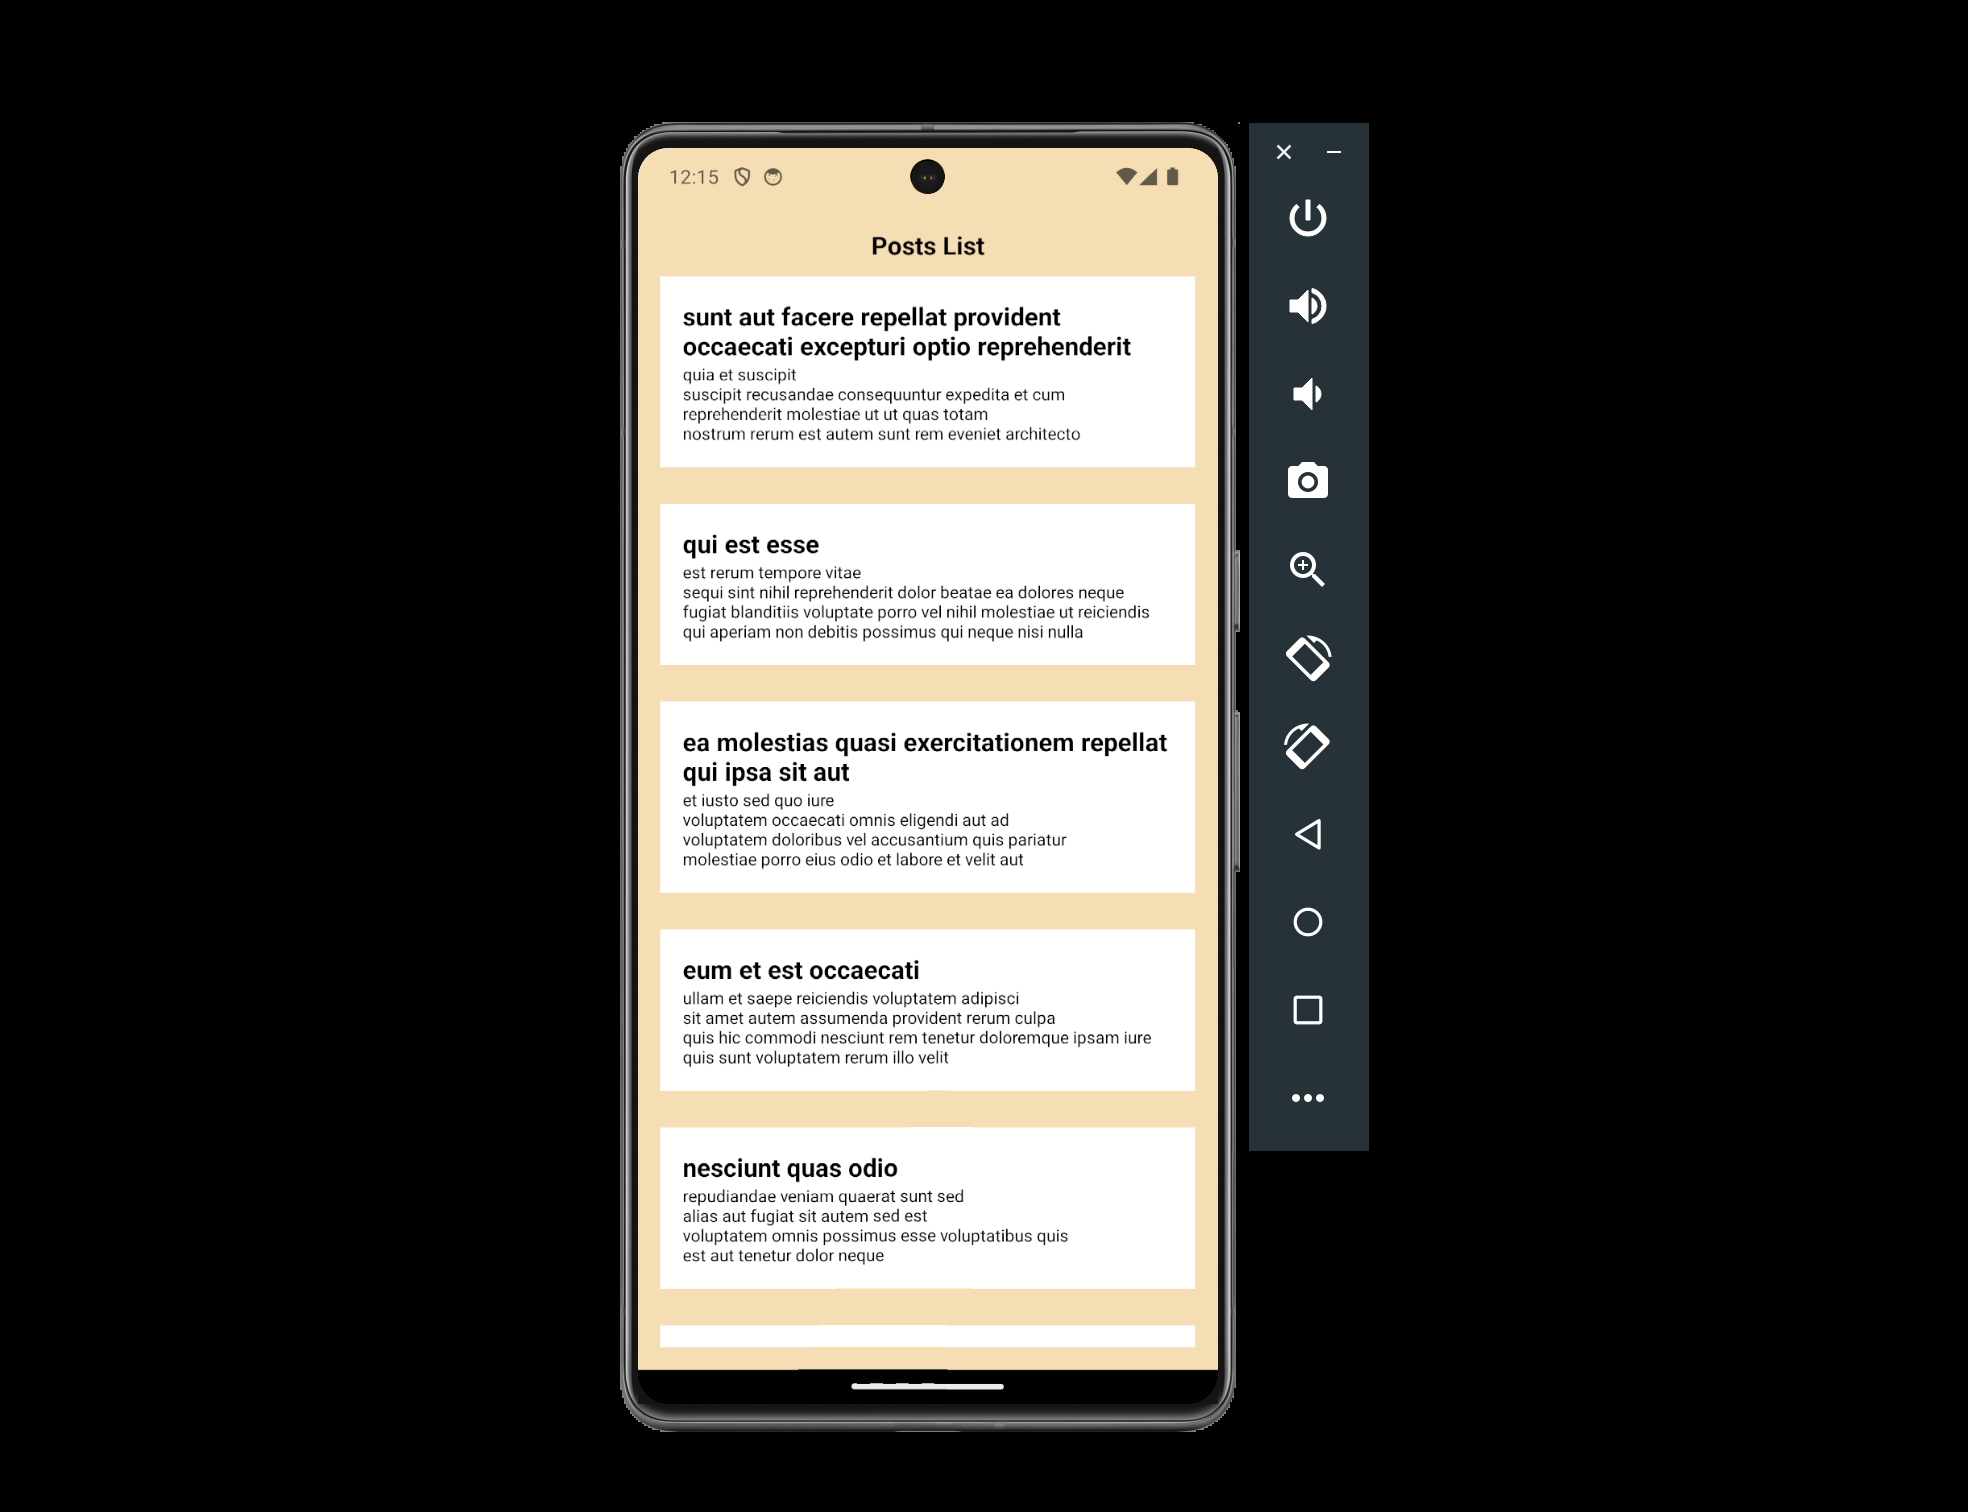 12:15
Posts List
sunt aut facere repellat provident
occaecati excepturi optio reprehenderit
quia et suscipit
suscipit recusandae consequuntur expedita et cum
reprehenderit molestiae ut ut quas totam
nostrum rerum est autem sunt rem eveniet architecto
qui est esse
est rerum tempore vitae
sequi sint nihil reprehenderit dolor beatae ea dolores neque
fugiat blanditiis voluptate porro vel nihil molestiae ut reiciendis
qui aperiam non debitis possimus qui neque nisi nulla
ea molestias quasi exercitationem repellat
qui ipsa sit aut
et iusto sed quo iure
voluptatem occaecati omnis eligendi aut ad
voluptatem doloribus vel accusantium quis pariatur
molestiae porro eius odio et labore et velit aut
eum et est occaecati
ullam et saepe reiciendis voluptatem adipisci
sit amet autem assumenda provident rerum culpa
quis hic commodi nesciunt rem tenetur doloremque ipsam iure
quis sunt voluptatem rerum illo velit
nesciunt quas odio
repudiandae veniam quaerat sunt sed
alias aut fugiat sit autem sed est
voluptatem omnis possimus esse voluptatibus quis
est aut tenetur dolor neque